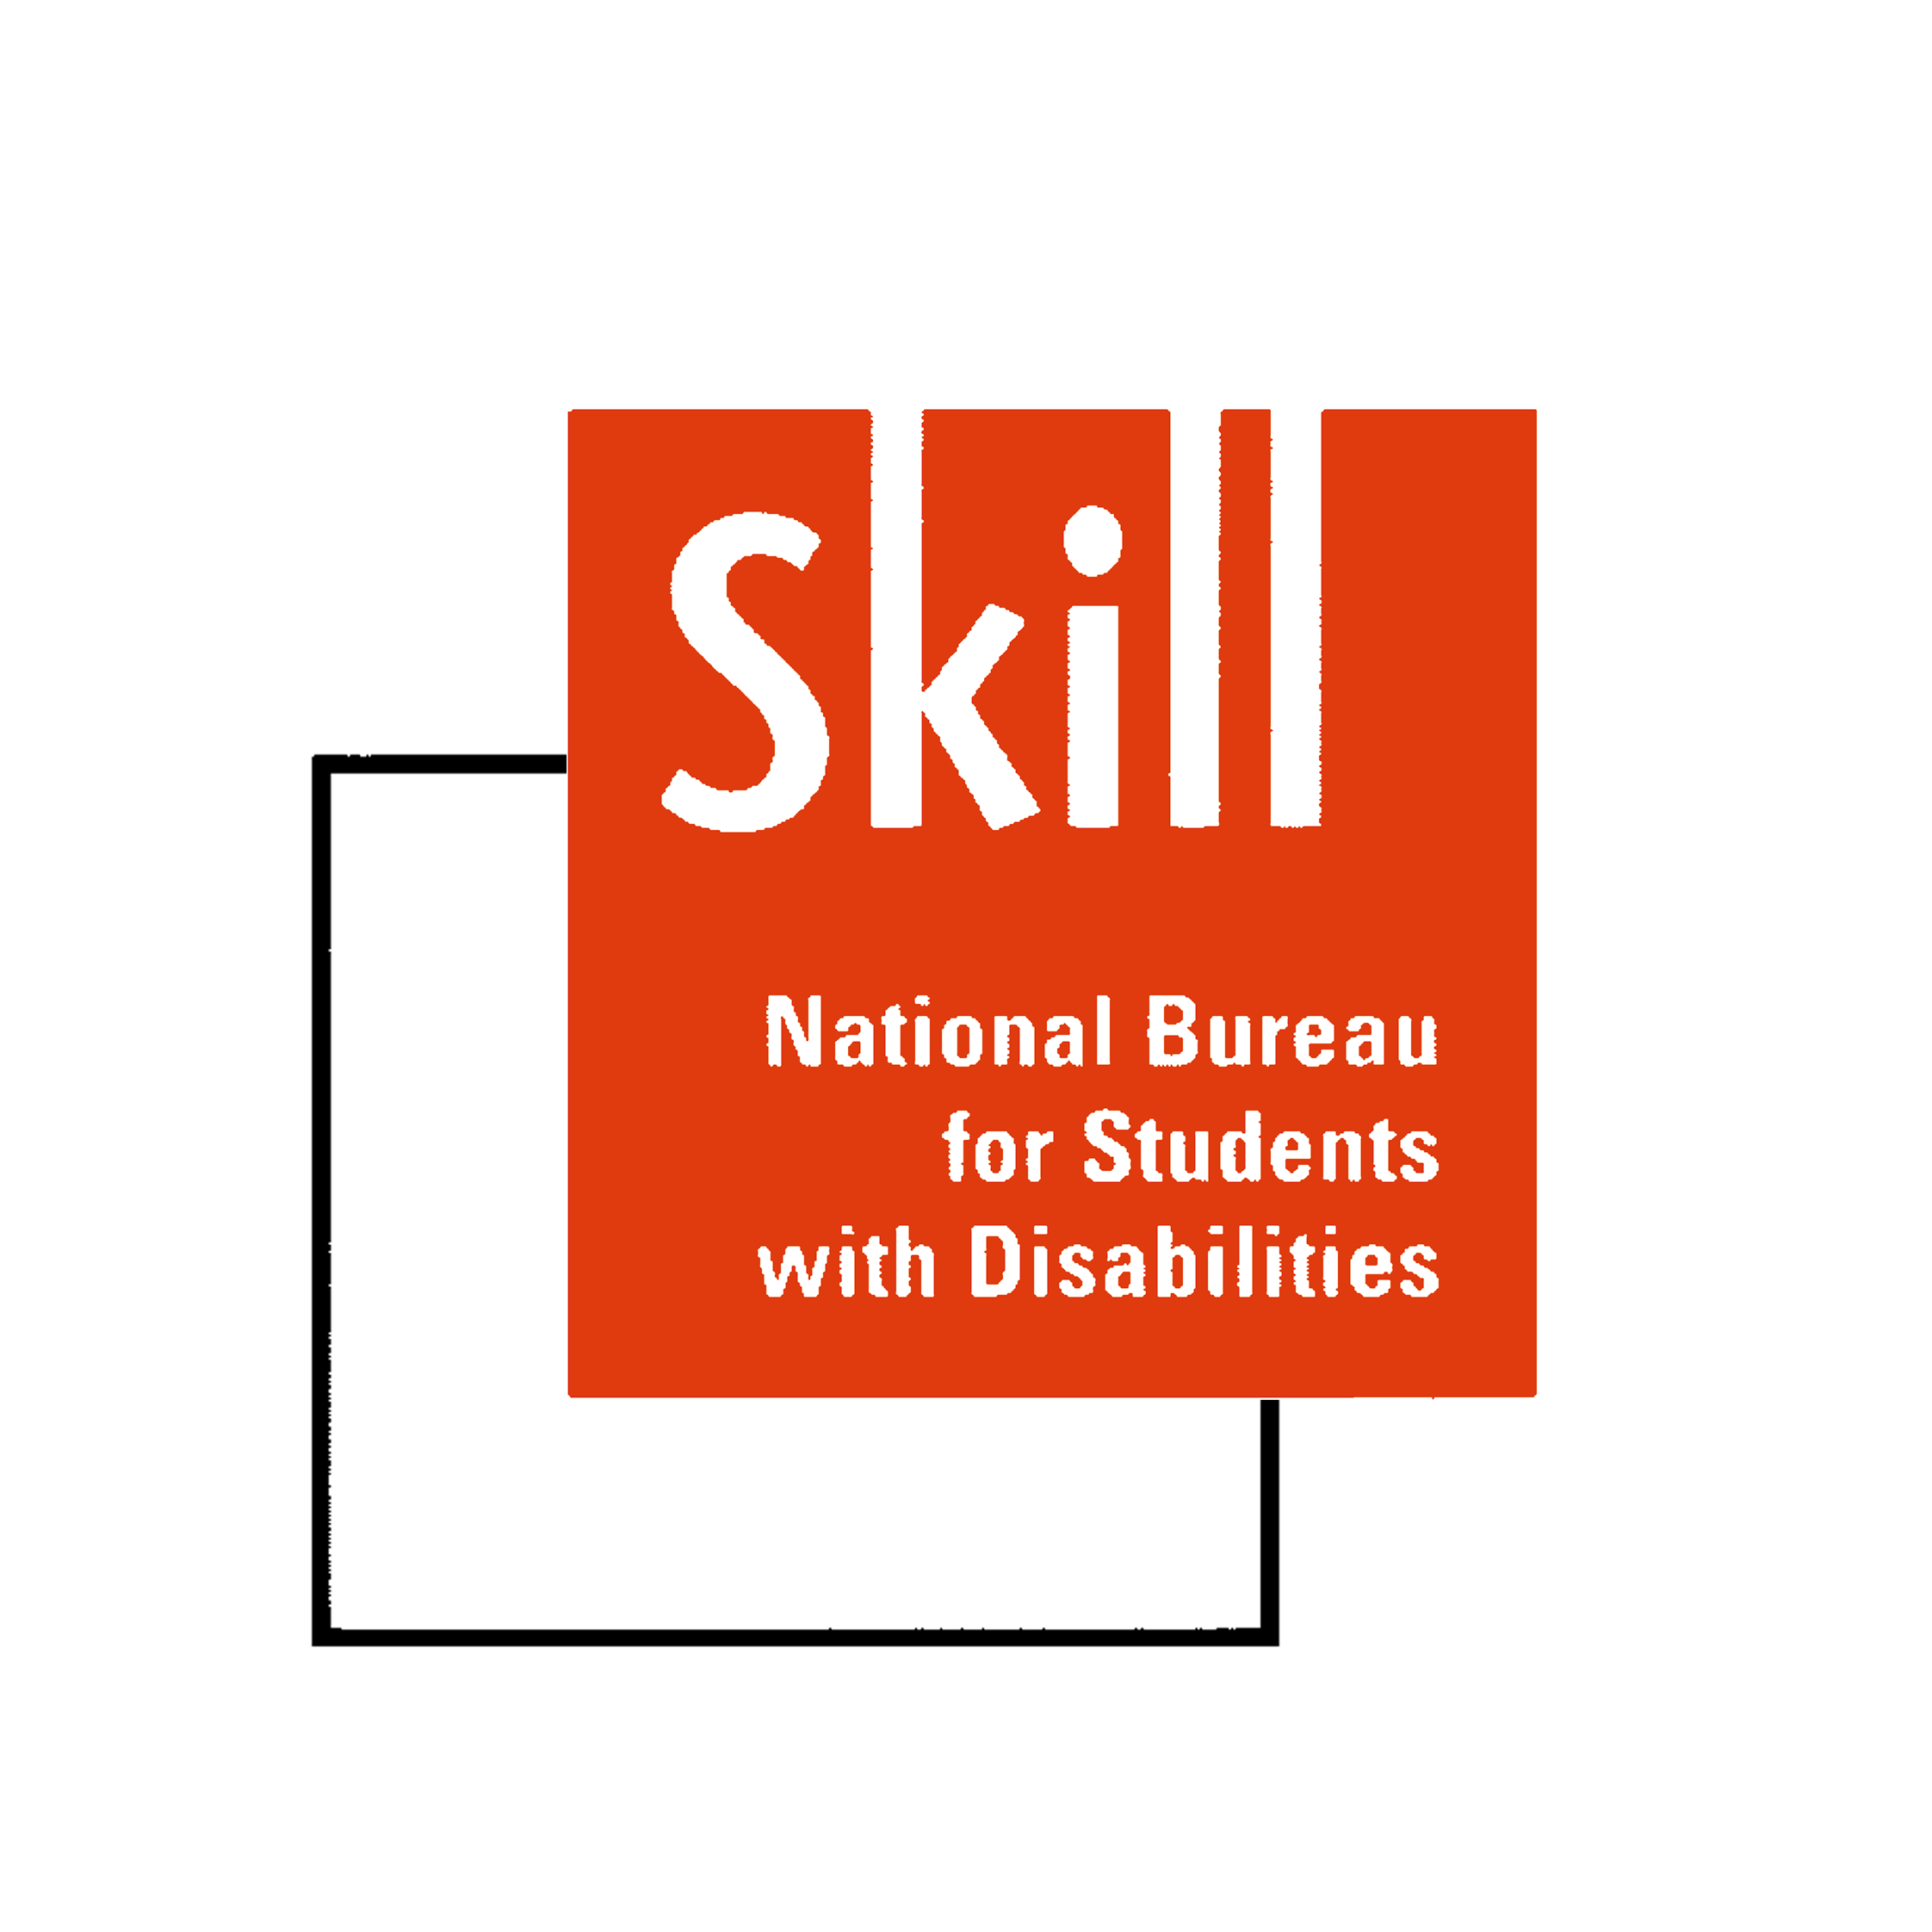 Skill
National Bureau
for Students
with Disabilities